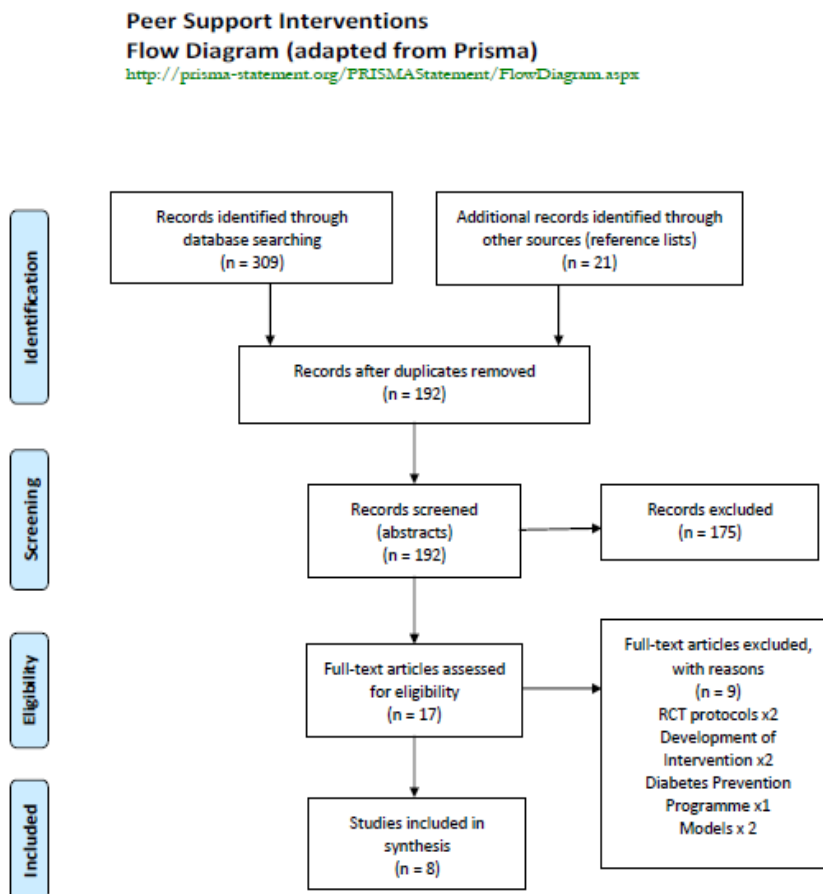 Peer Support Interventions
Flow Diagram (adapted from Prisma)
http://prisma-statement.org/PRISMAStatement/FlowDiagram.aspx
Identification
Records identified through
database searching
(n = 309)
Additional records identified through
other sources (reference lists)
(n = 21)
Records after duplicates removed
(n = 192)
Screening
Records screened
(abstracts)
(n = 192)
Records excluded
(n = 175)
Eligibility
Full-text articles assessed
for eligibility
(n = 17)
Full-text articles excluded,
with reasons
(n = 9)
RCT protocols x2
Development of
Intervention x2
Diabetes Prevention
Programme x1
Models x 2
Included
Studies included in
synthesis
(n = 8)